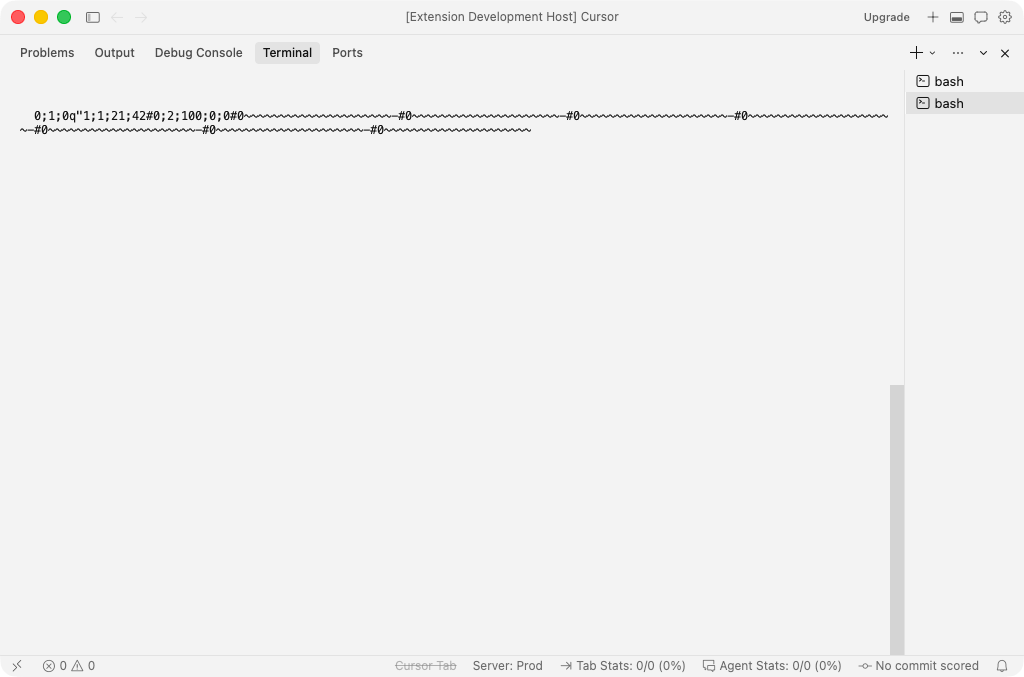 [Extension Development Host] Cursor
Upgrade
Problems Output Debug Console Terminal Ports
bash
bash
0;1;0q"1;1;21;42#0;2;100;0;0#0~~~~~~~~~~~~~~~~~~~~~-#0~~~~~~~~~~~~~~~~~~~~~-#0~~~~~~~~~~~~~~~~~~~~~-#0~~~~~~~~~~~~~~~~~~~~
~-#0~~~~~~~~~~~~~~~~~~~~~-#0~~~~~~~~~~~~~~~~~~~~~-#0~~~~~~~~~~~~~~~~~~~~~
0 0 Cursor Tab Server: Prod Tab Stats: 0/0 (0%) Agent Stats: 0/0 (0%) No commit scored